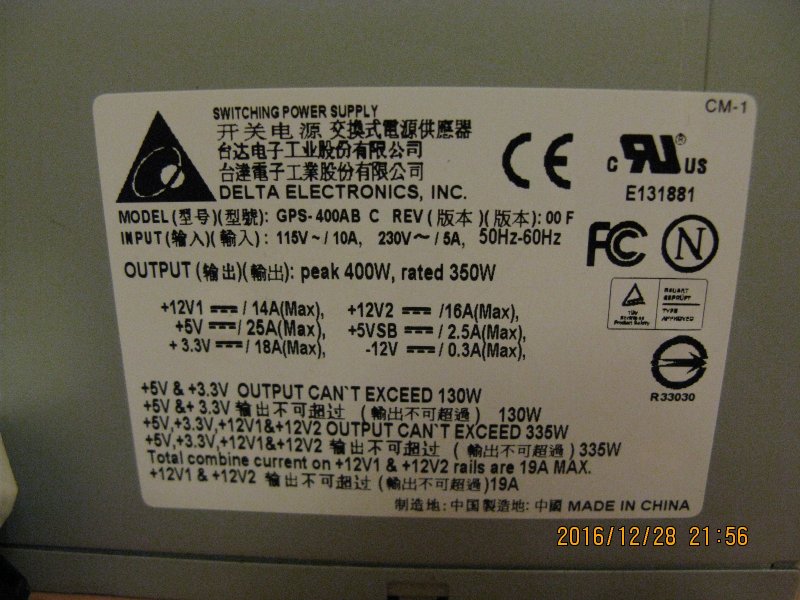 CM-1
SWITCHING POWER SUPPLY
开关电源 交換式電源供應器
台达电子工业股份有限公司
台達電子工業股份有限公司
DELTA ELECTRONICS, INC.
CE
c RU ® US
E131881
MODEL (型号)(型號): GPS-400AB C REV (版本)(版本): 00 F
INPUT (输入)(輸入): 115V~/10A, 230V～/5A, 50Hz-60Hz
FC
N
OUTPUT (输出)(輸出): peak 400W, rated 350W
+12V1 ⎓ / 14A(Max), +12V2 ⎓ /16A(Max),
+5V ⎓ / 25A(Max), +5VSB ⎓ / 2.5A(Max),
+ 3.3V ⎓ / 18A(Max), -12V ⎓ / 0.3A(Max),
Product Safety
TYPE
APPROVED
R33030
+5V & +3.3V OUTPUT CAN`T EXCEED 130W
+5V &+ 3.3V 输出不可超过 (輸出不可超過) 130W
+5V,+3.3V,+12V1&+12V2 OUTPUT CAN`T EXCEED 335W
+5V,+3.3V,+12V1&+12V2 输出不可超过 (輸出不可超過) 335W
Total combine current on +12V1 & +12V2 rails are 19A MAX.
+12V1 & +12V2 输出不可超过 (輸出不可超過)19A
制造地: 中国 製造地: 中國 MADE IN CHINA
2016/12/28 21:56